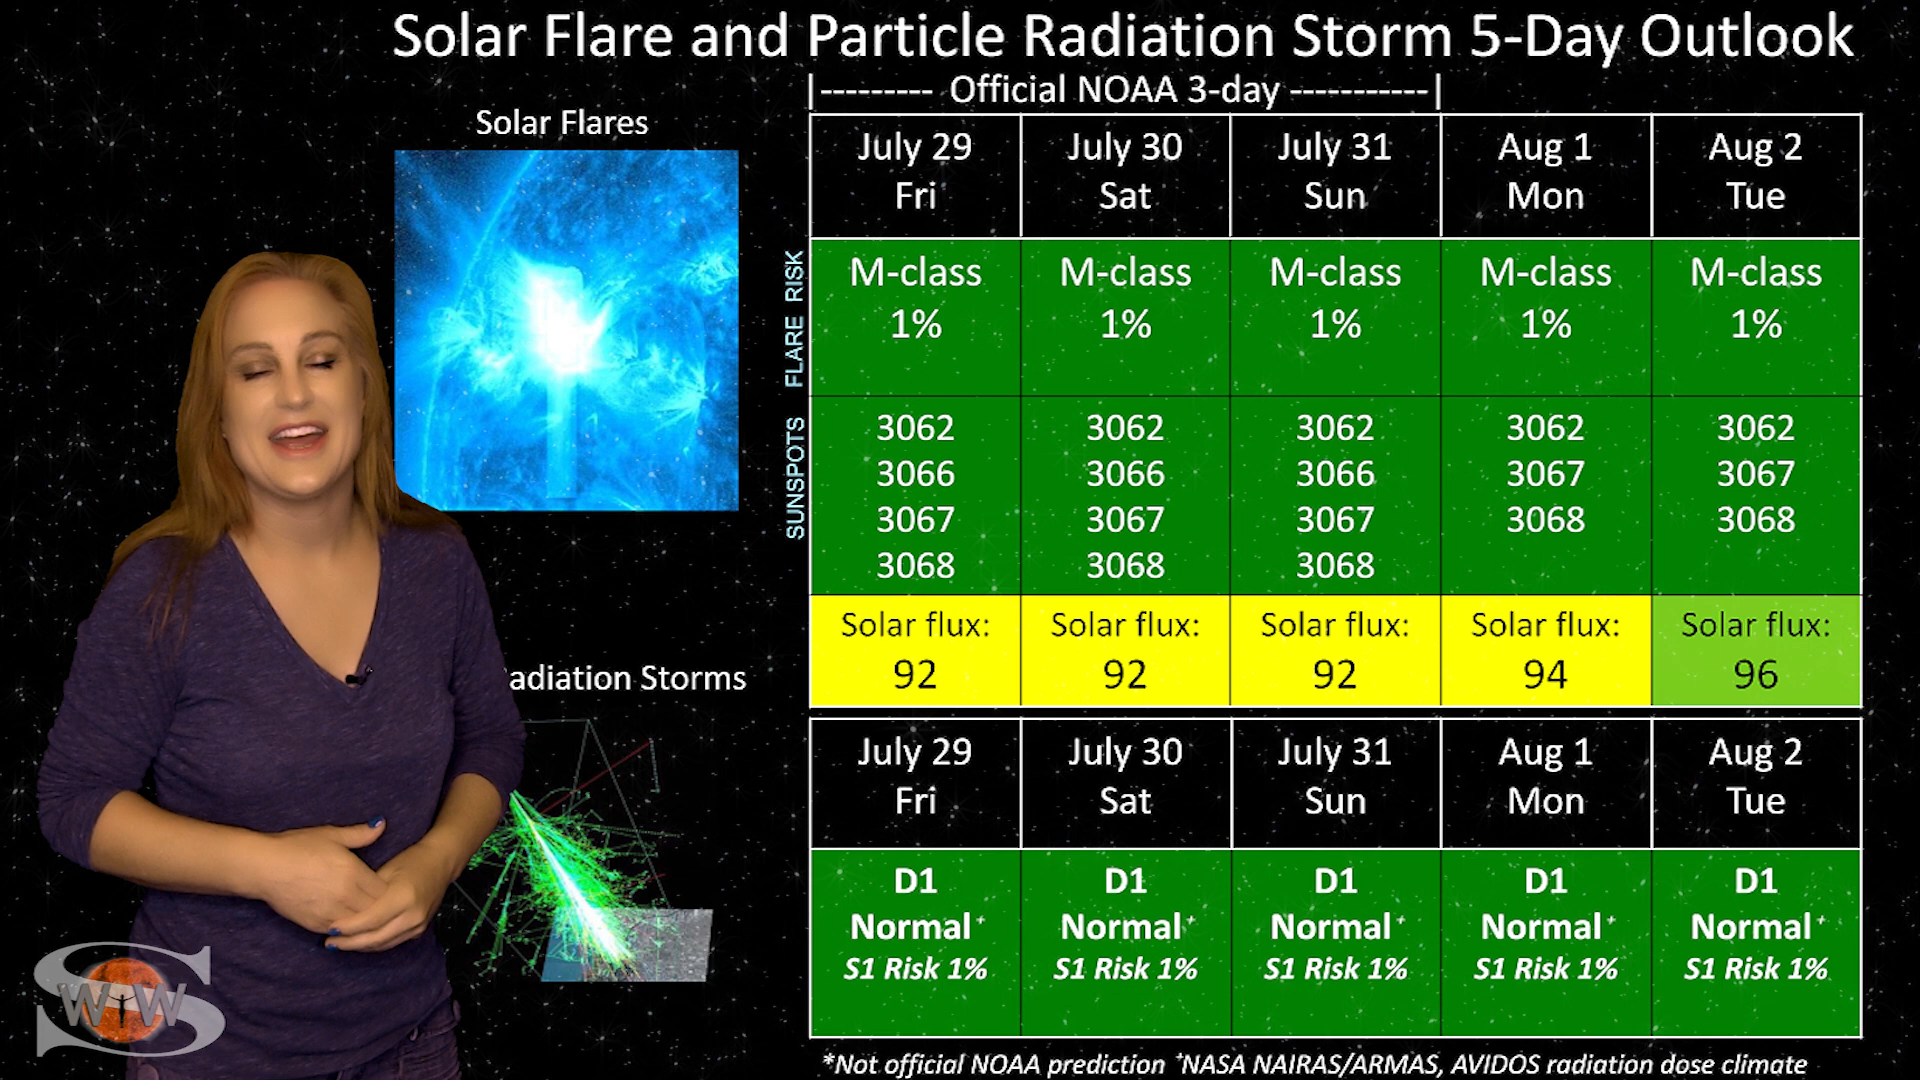 Solar Flare and Particle Radiation Storm 5-Day Outlook
|--------- Official NOAA 3-day -----------|
Solar Flares
July 29 July 30 July 31 Aug 1 Aug 2
Fri Sat Sun Mon Tue
FLARE RISK
M-class M-class M-class M-class M-class
1% 1% 1% 1% 1%
SUNSPOTS
3062 3062 3062 3062 3062
3066 3066 3066 3067 3067
3067 3067 3067 3068 3068
3068 3068 3068
Solar flux: Solar flux: Solar flux: Solar flux: Solar flux:
92 92 92 94 96
adiation Storms
July 29 July 30 July 31 Aug 1 Aug 2
Fri Sat Sun Mon Tue
D1 D1 D1 D1 D1
Normal⁺ Normal⁺ Normal⁺ Normal⁺ Normal⁺
S1 Risk 1% S1 Risk 1% S1 Risk 1% S1 Risk 1% S1 Risk 1%
*Not official NOAA prediction ⁺NASA NAIRAS/ARMAS, AVIDOS radiation dose climate
SWW